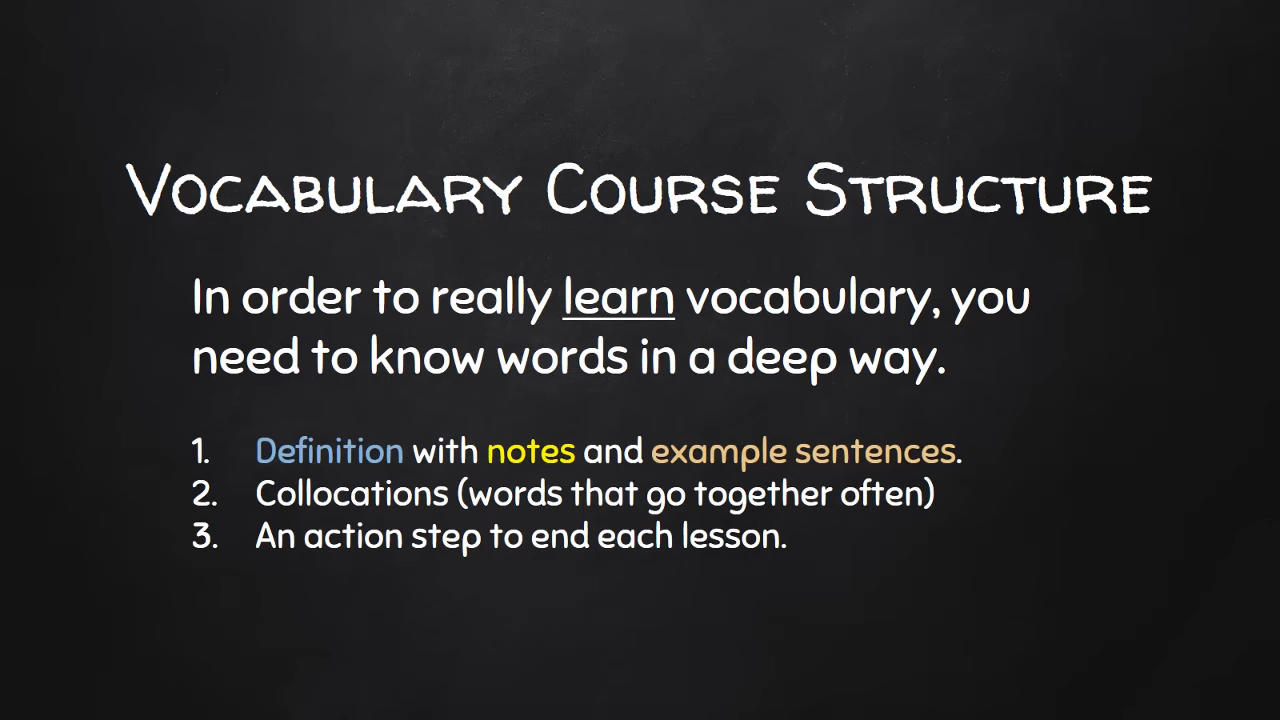 Vocabulary Course Structure
In order to really learn vocabulary, you
need to know words in a deep way.
1. Definition with notes and example sentences.
2. Collocations (words that go together often)
3. An action step to end each lesson.